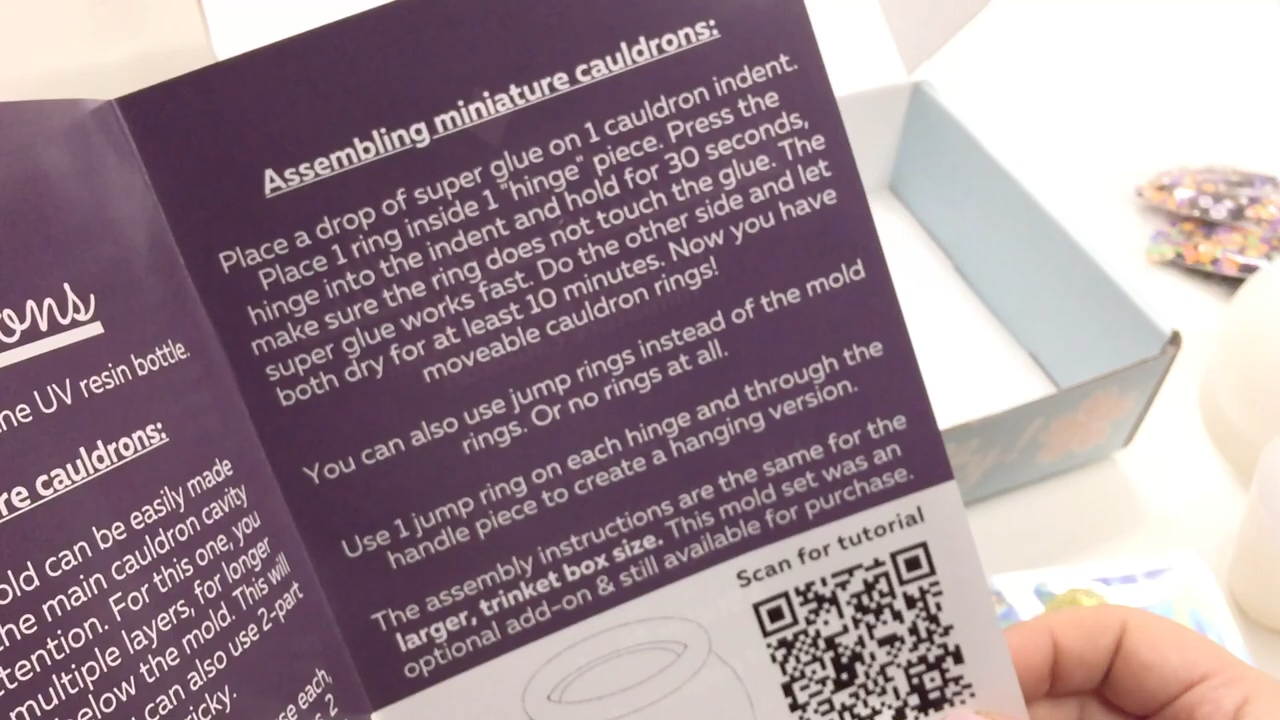 ons
ne UV resin bottle.
re cauldrons:
old can be easily made
he main cauldron cavity
ttention. For this one, you
multiple layers, for longer
below the mold. This will
can also use 2-part
ricky.
se each,
2
Assembling miniature cauldrons:
Place a drop of super glue on 1 cauldron indent.
Place 1 ring inside 1 "hinge" piece. Press the
hinge into the indent and hold for 30 seconds,
make sure the ring does not touch the glue. The
super glue works fast. Do the other side and let
both dry for at least 10 minutes. Now you have
moveable cauldron rings!
You can also use jump rings instead of the mold
rings. Or no rings at all.
Use 1 jump ring on each hinge and through the
handle piece to create a hanging version.
The assembly instructions are the same for the
larger, trinket box size. This mold set was an
optional add-on & still available for purchase.
Scan for tutorial